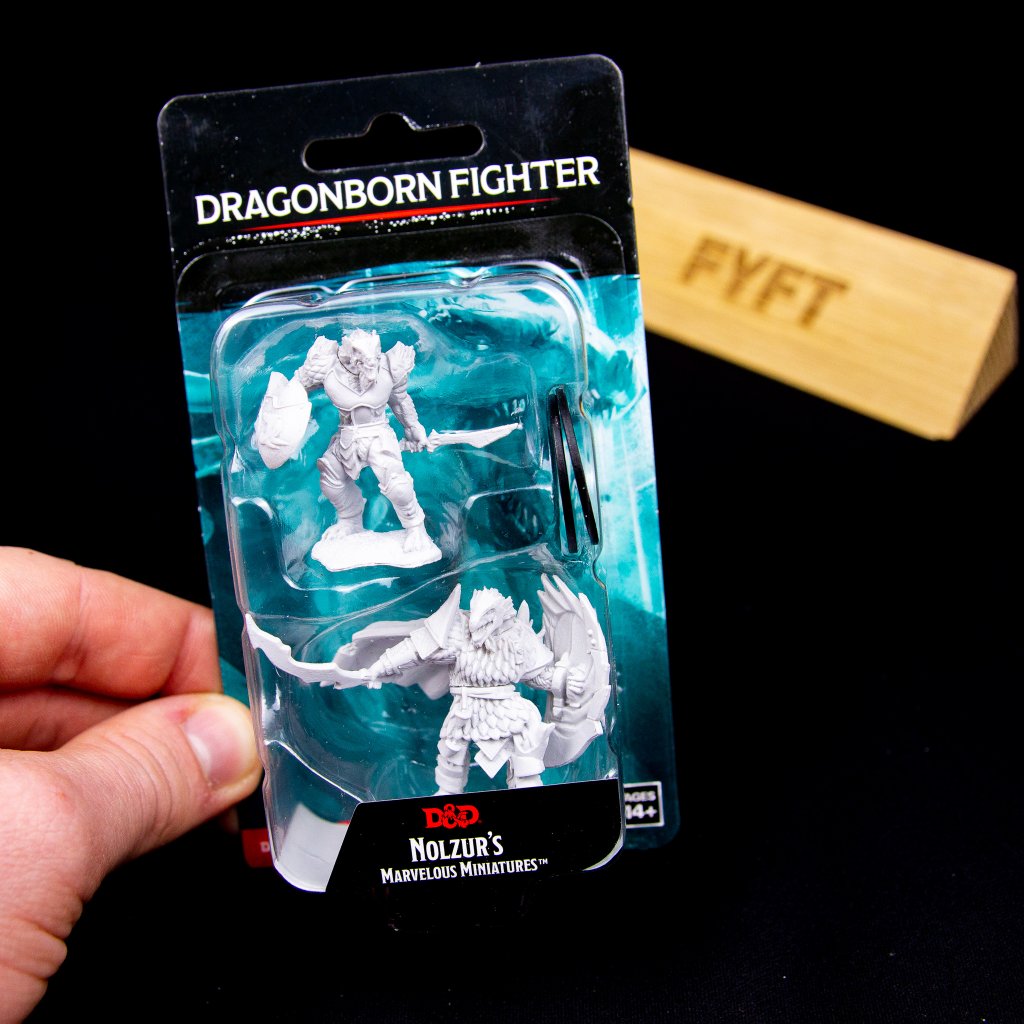 DRAGONBORN FIGHTER
FYFT
AGES
14+
D&D
NOLZUR'S
MARVELOUS MINIATURES™